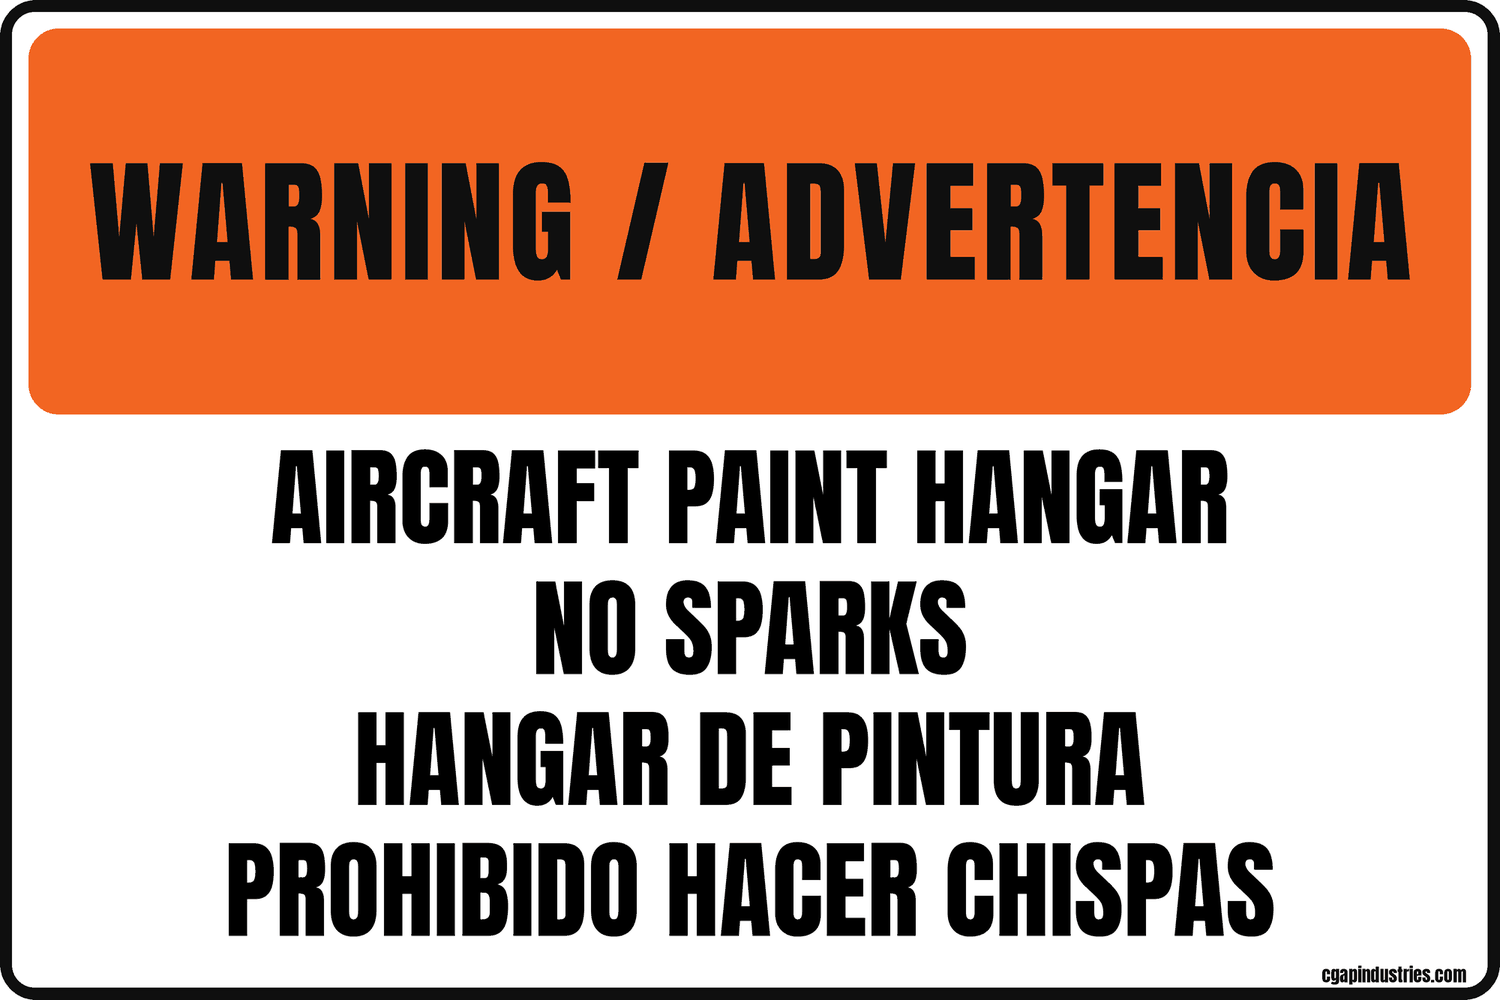 WARNING / ADVERTENCIA
AIRCRAFT PAINT HANGAR
NO SPARKS
HANGAR DE PINTURA
PROHIBIDO HACER CHISPAS
cgapindustries.com